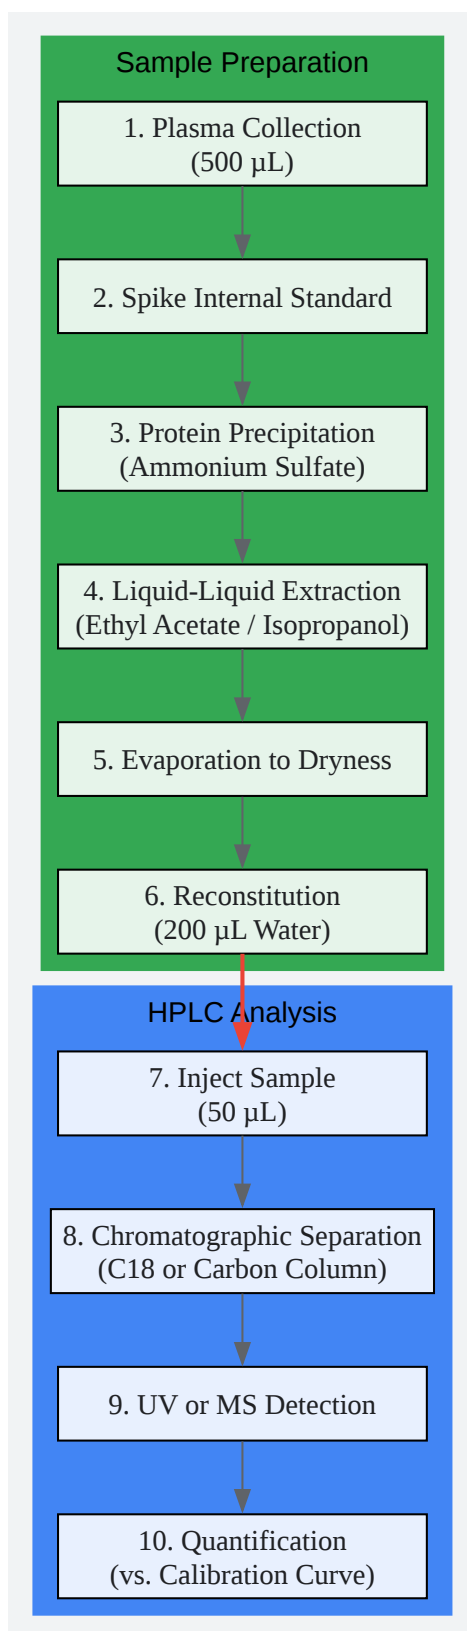 Sample Preparation
1. Plasma Collection
(500 µL)
2. Spike Internal Standard
3. Protein Precipitation
(Ammonium Sulfate)
4. Liquid-Liquid Extraction
(Ethyl Acetate / Isopropanol)
5. Evaporation to Dryness
6. Reconstitution
(200 µL Water)
HPLC Analysis
7. Inject Sample
(50 µL)
8. Chromatographic Separation
(C18 or Carbon Column)
9. UV or MS Detection
10. Quantification
(vs. Calibration Curve)